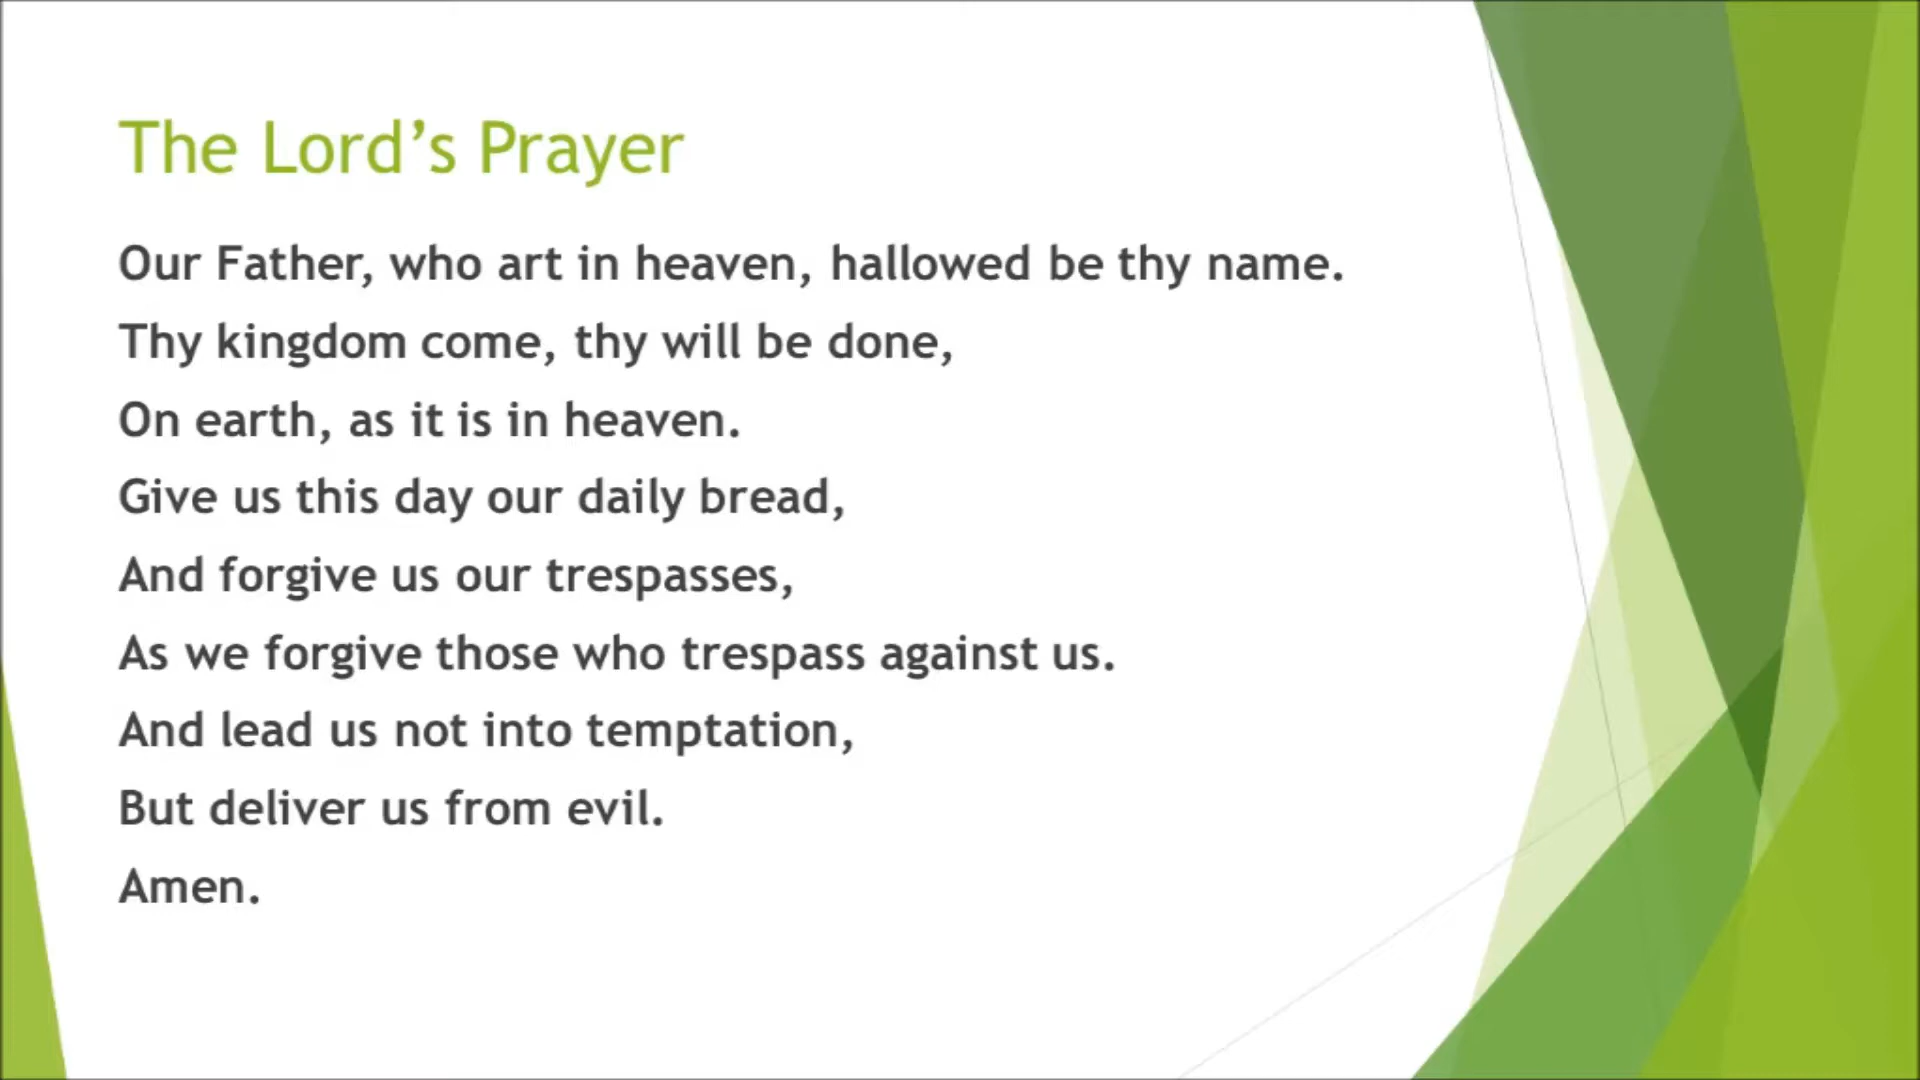 The Lord’s Prayer
Our Father, who art in heaven, hallowed be thy name.
Thy kingdom come, thy will be done,
On earth, as it is in heaven.
Give us this day our daily bread,
And forgive us our trespasses,
As we forgive those who trespass against us.
And lead us not into temptation,
But deliver us from evil.
Amen.